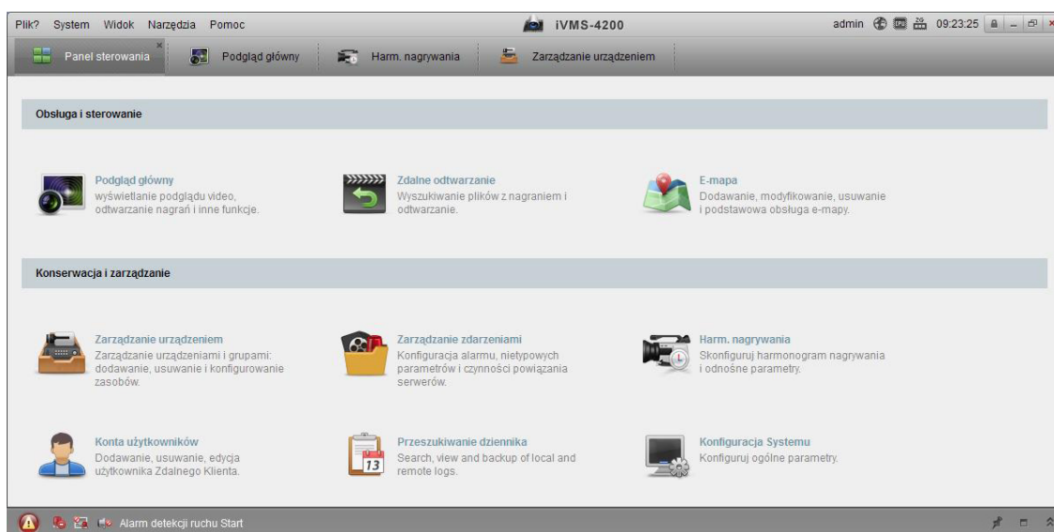 Plik? System Widok Narzędzia Pomoc
iVMS-4200
admin 09:23:25
Panel sterowania
Podgląd główny
Harm. nagrywania
Zarządzanie urządzeniem
Obsługa i sterowanie
Podgląd główny
wyświetlanie podglądu video,
odtwarzanie nagrań i inne funkcje.
Zdalne odtwarzanie
Wyszukiwanie plików z nagraniem i
odtwarzanie.
E-mapa
Dodawanie, modyfikowanie, usuwanie
i podstawowa obsługa e-mapy.
Konserwacja i zarządzanie
Zarządzanie urządzeniem
Zarządzanie urządzeniami i grupami:
dodawanie, usuwanie i konfigurowanie
zasobów.
Zarządzanie zdarzeniami
Konfiguracja alarmu, nietypowych
parametrów i czynności powiązania
serwerów.
Harm. nagrywania
Skonfiguruj harmonogram nagrywania
i odnośne parametry.
Konta użytkowników
Dodawanie, usuwanie, edycja
użytkownika Zdalnego Klienta.
13
Przeszukiwanie dziennika
Search, view and backup of local and
remote logs.
Konfiguracja Systemu
Konfiguruj ogólne parametry.
Alarm detekcji ruchu Start